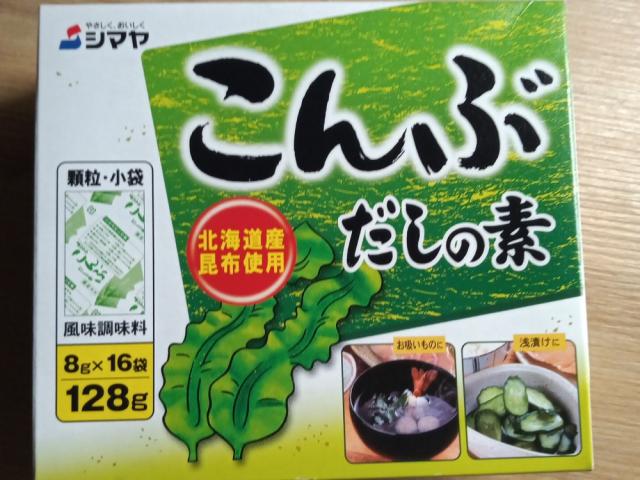 やさしく、おいしく
シマヤ
こんぶ
だしの素
顆粒・小袋
北海道産
昆布使用
風味調味料
8g×16袋
128g
お吸いものに
浅漬けに